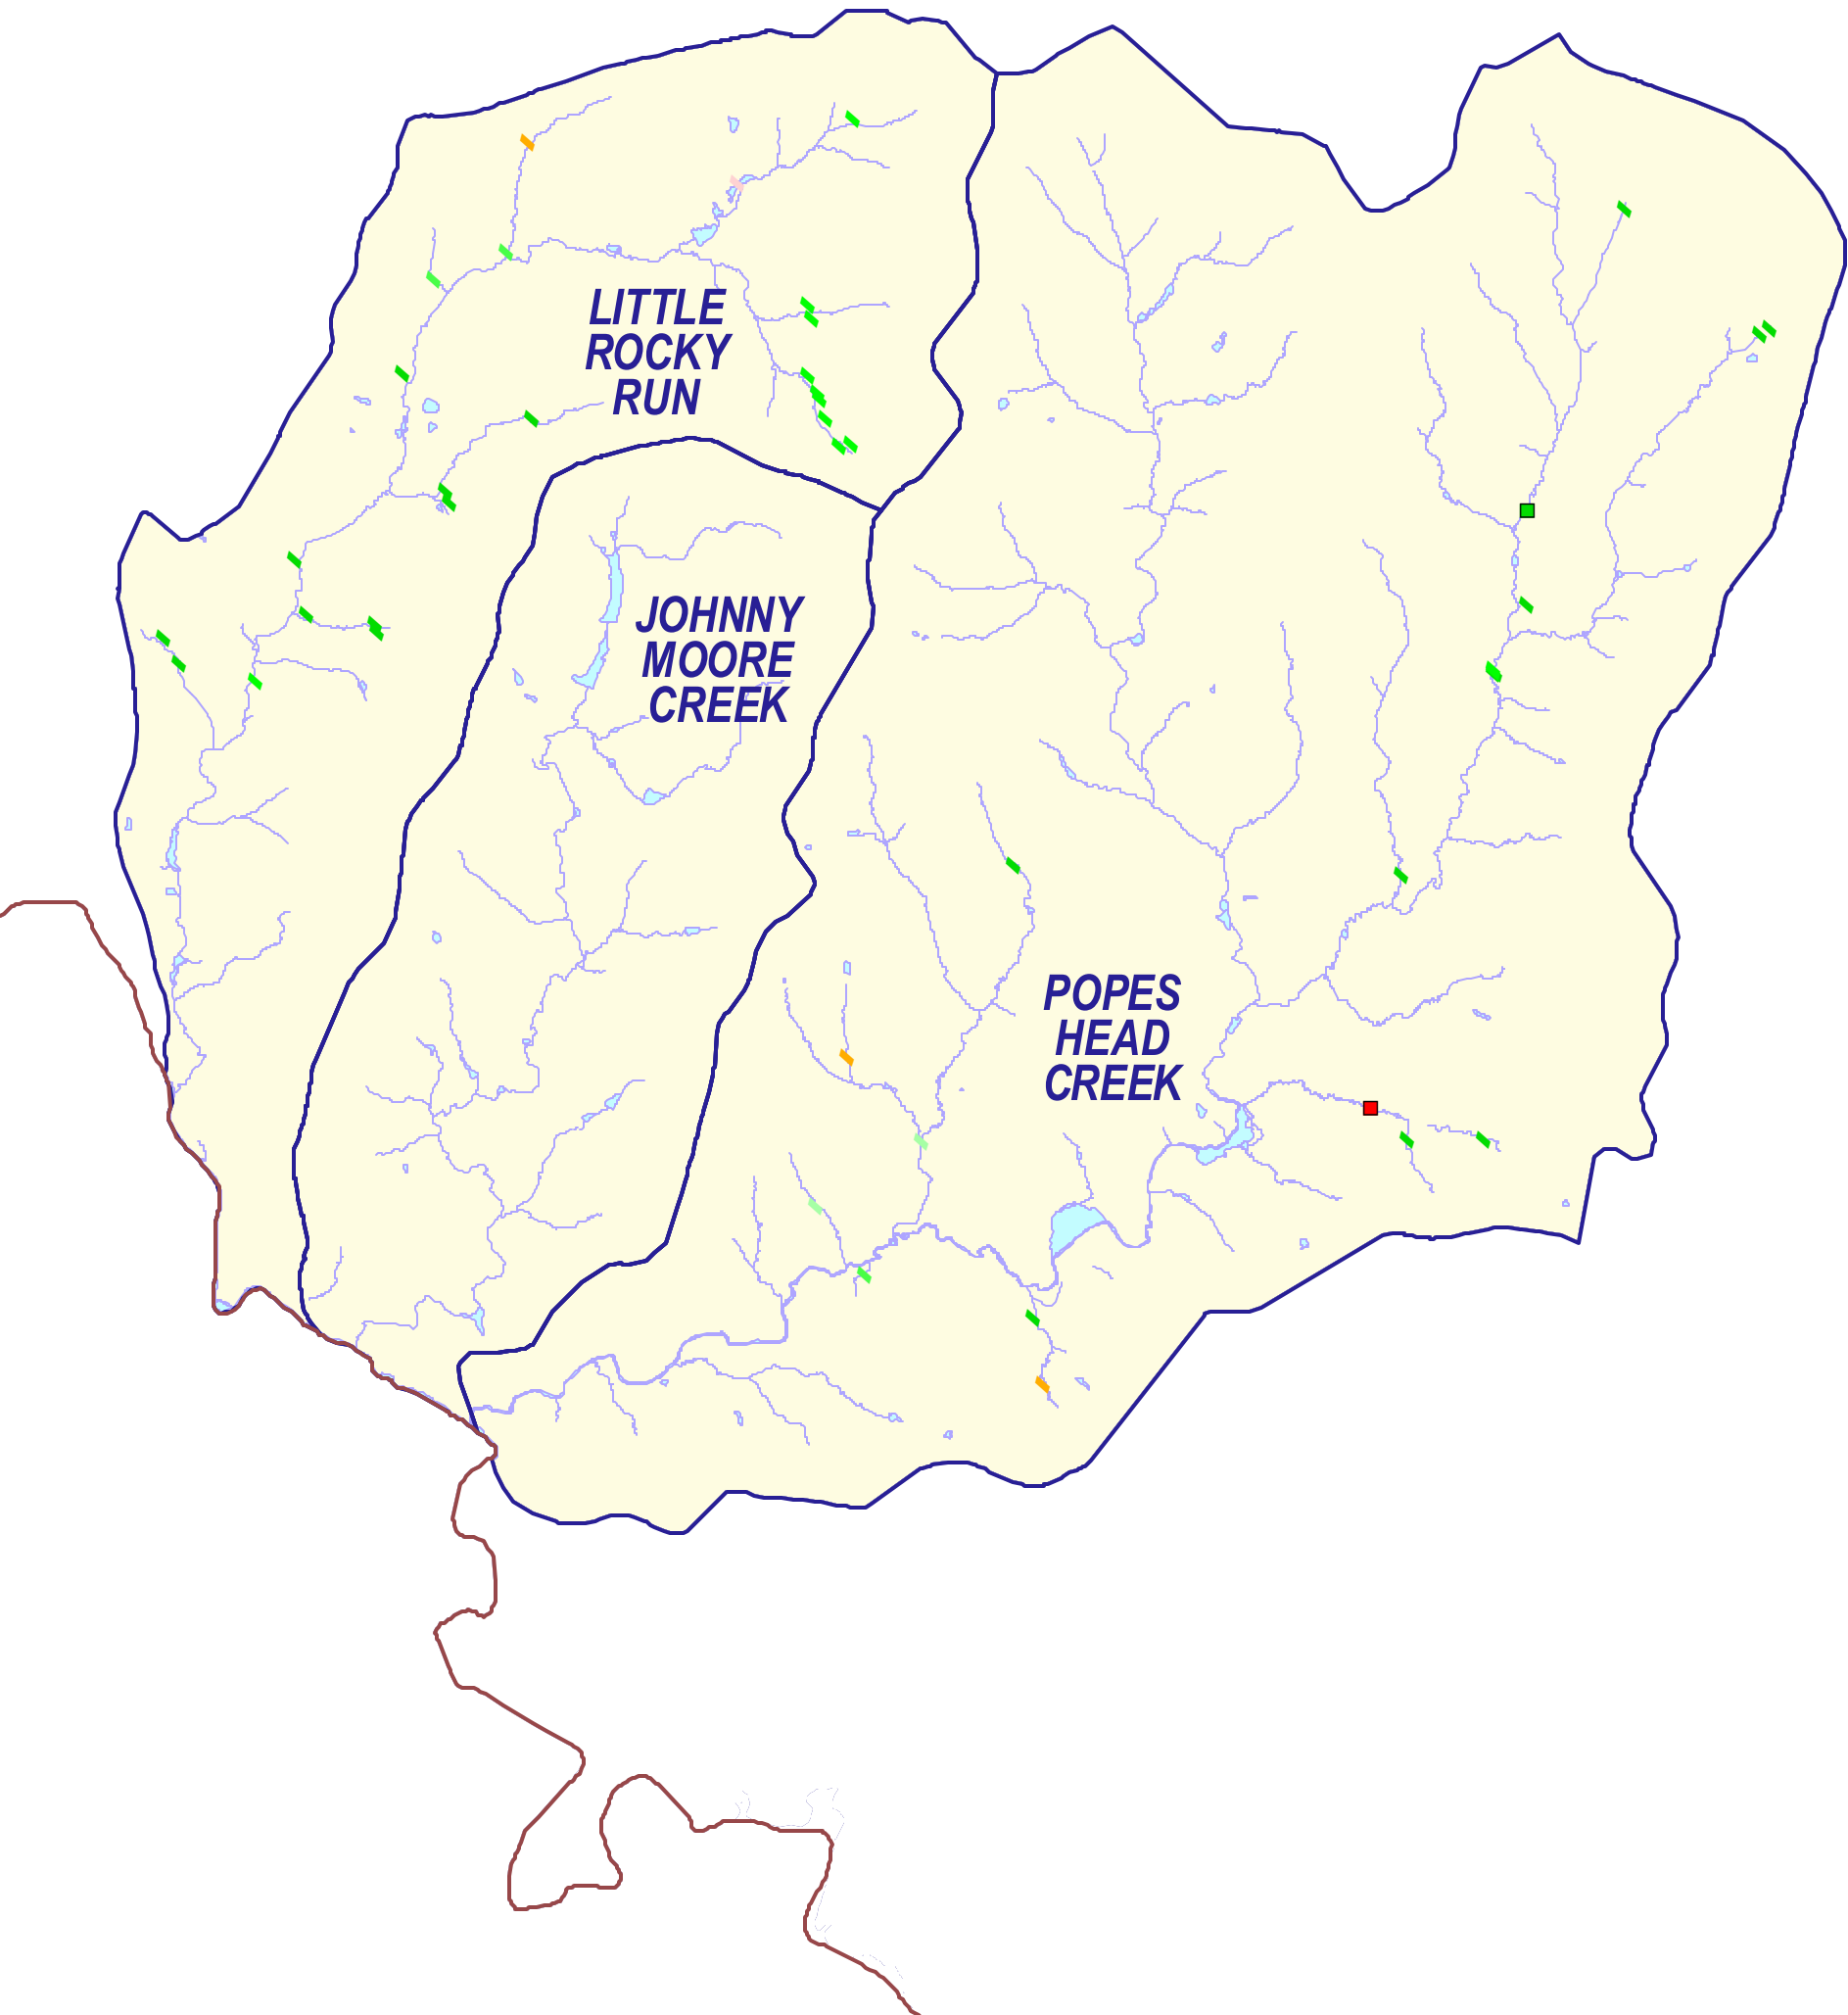 LITTLE
ROCKY
RUN
JOHNNY
MOORE
CREEK
POPES
HEAD
CREEK